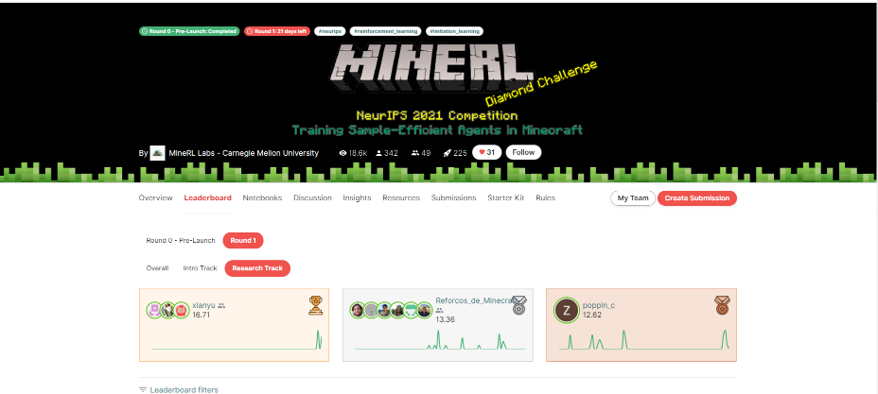 Round 0 - Pre-Launch: Completed Round 1: 21 days left #neurips #reinforcement_learning #imitation_learning
MINERL
Diamond Challenge
NeurIPS 2021 Competition
Training Sample-Efficient Agents in Minecraft
By MineRL Labs - Carnegie Mellon University 18.6k 342 49 225 31 Follow
Overview Leaderboard Notebooks Discussion Insights Resources Submissions Starter Kit Rules My Team Create Submission
Round 0 - Pre-Launch Round 1
Overall Intro Track Research Track
xianyu
16.71
Reforcos_de_Minecraft
13.36
Z
poppin_c
12.62
Leaderboard filters